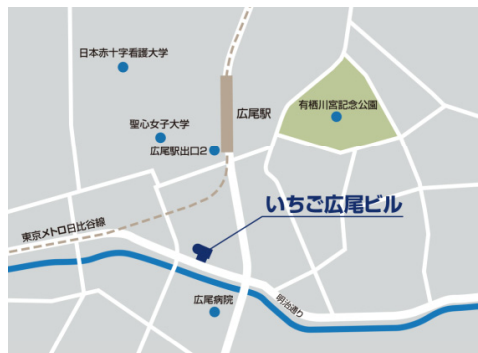 日本赤十字看護大学
有栖川宮記念公園
広尾駅
聖心女子大学
広尾駅出口2
いちご広尾ビル
東京メトロ日比谷線
明治通り
広尾病院